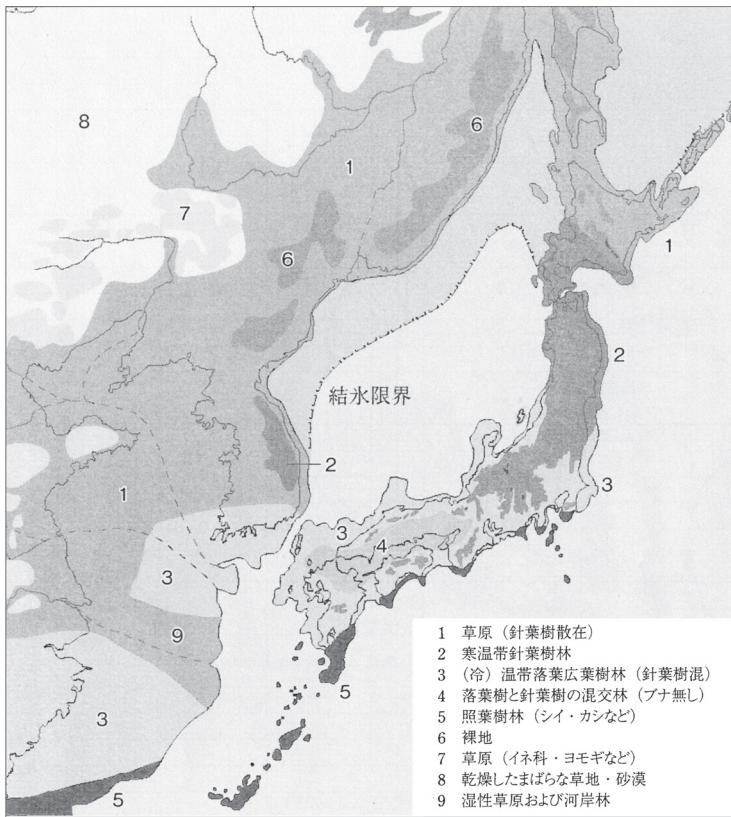 8
6
1
7
6
1
2
結氷限界
2
1
3
3
4
3
9
3
5
5
1 草原（針葉樹散在）
2 寒温帯針葉樹林
3 （冷）温帯落葉広葉樹林（針葉樹混）
4 落葉樹と針葉樹の混交林（ブナ無し）
5 照葉樹林（シイ・カシなど）
6 裸地
7 草原（イネ科・ヨモギなど）
8 乾燥したまばらな草地・砂漠
9 湿性草原および河岸林